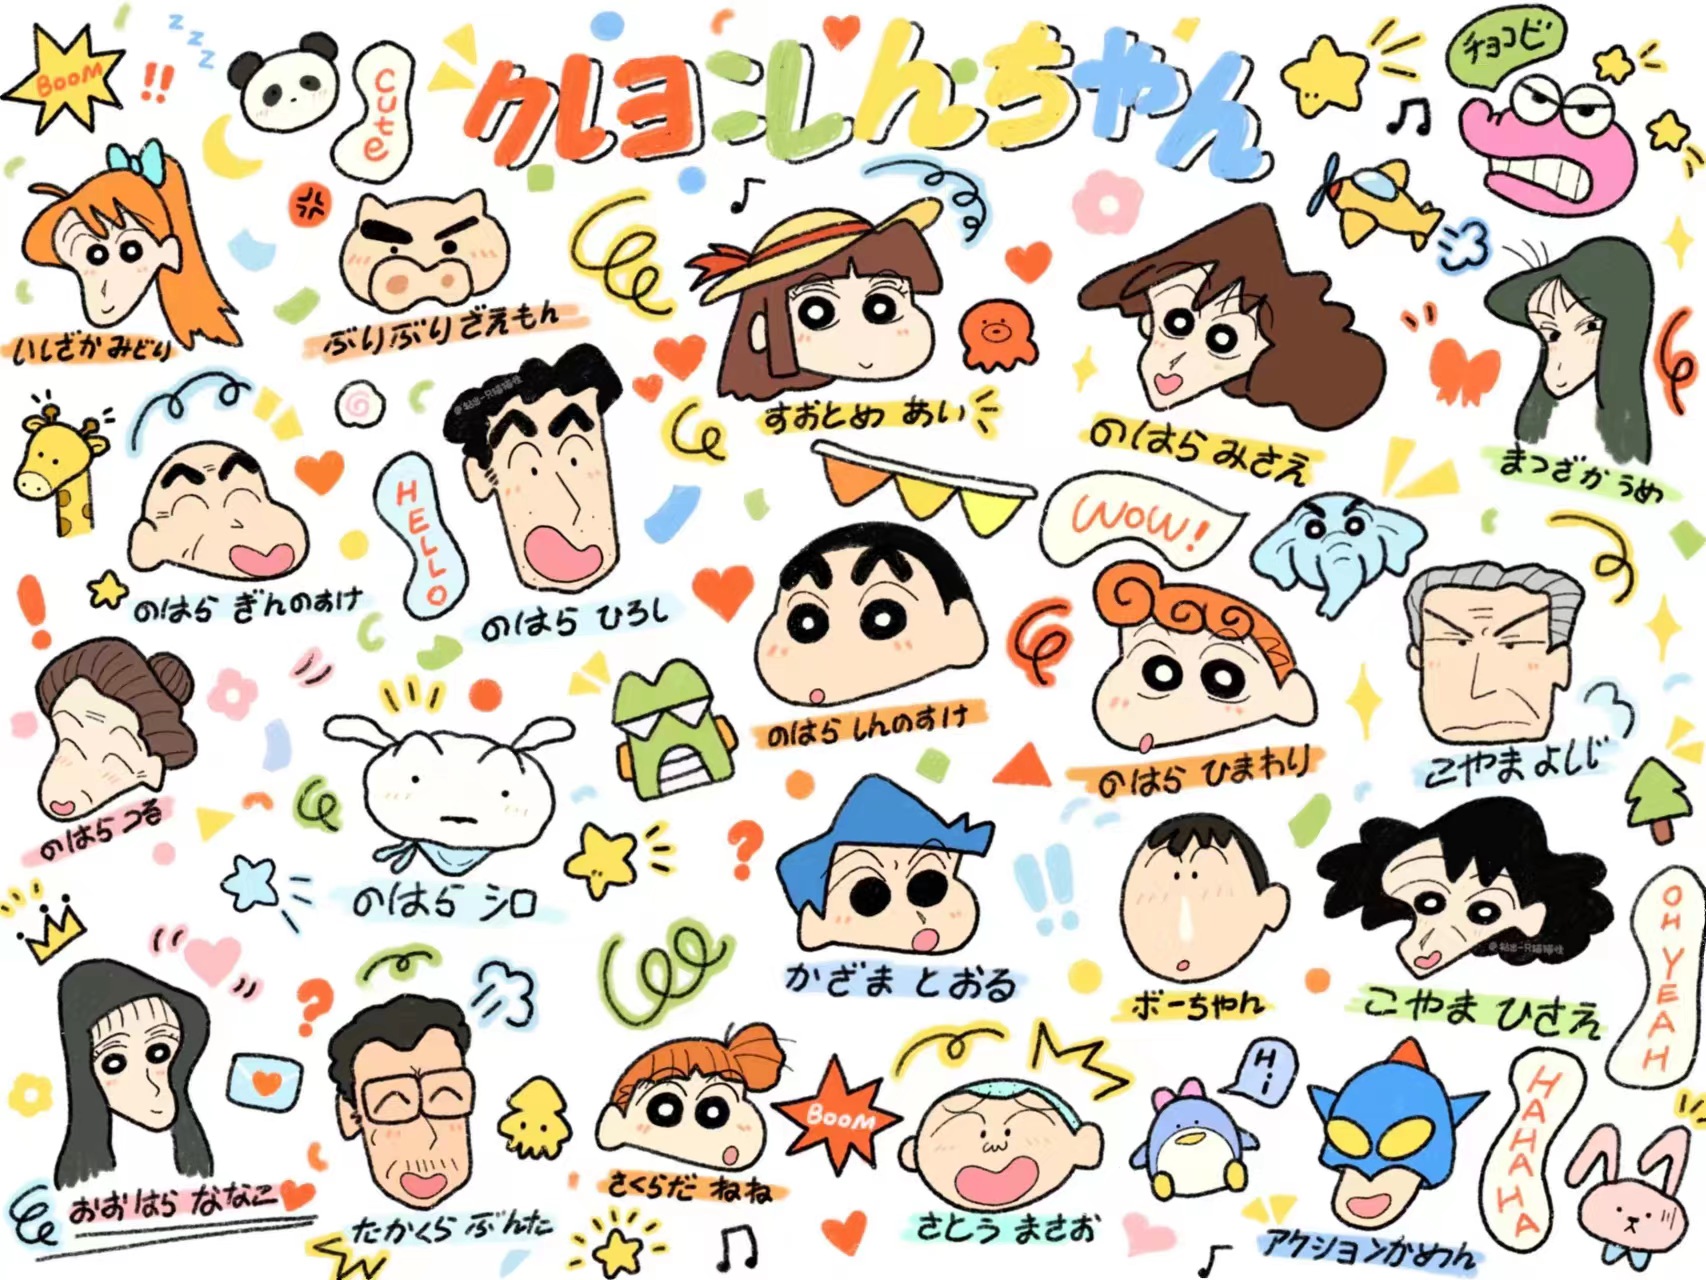 BOOM
!!
z
z
z
cute
クレヨンしんちゃん
チョコビ
いしざか みどり
ぶりぶりざえもん
すおとめ あい
のはら みさえ
まつざか うめ
のはら ぎんのすけ
HELLO
のはら ひろし
WOW!
!
のはら つる
のはら シロ
のはら しんのすけ
のはら ひまわり
こやま よしじ
?
!!
かざま とおる
ボーちゃん
こやま ひさえ
OH YEAH
?
おおはら ななこ
たかくら ぶんた
さくらだ ねね
BOOM
さとう まさお
Hi
アクションかめん
HAHAHAHA